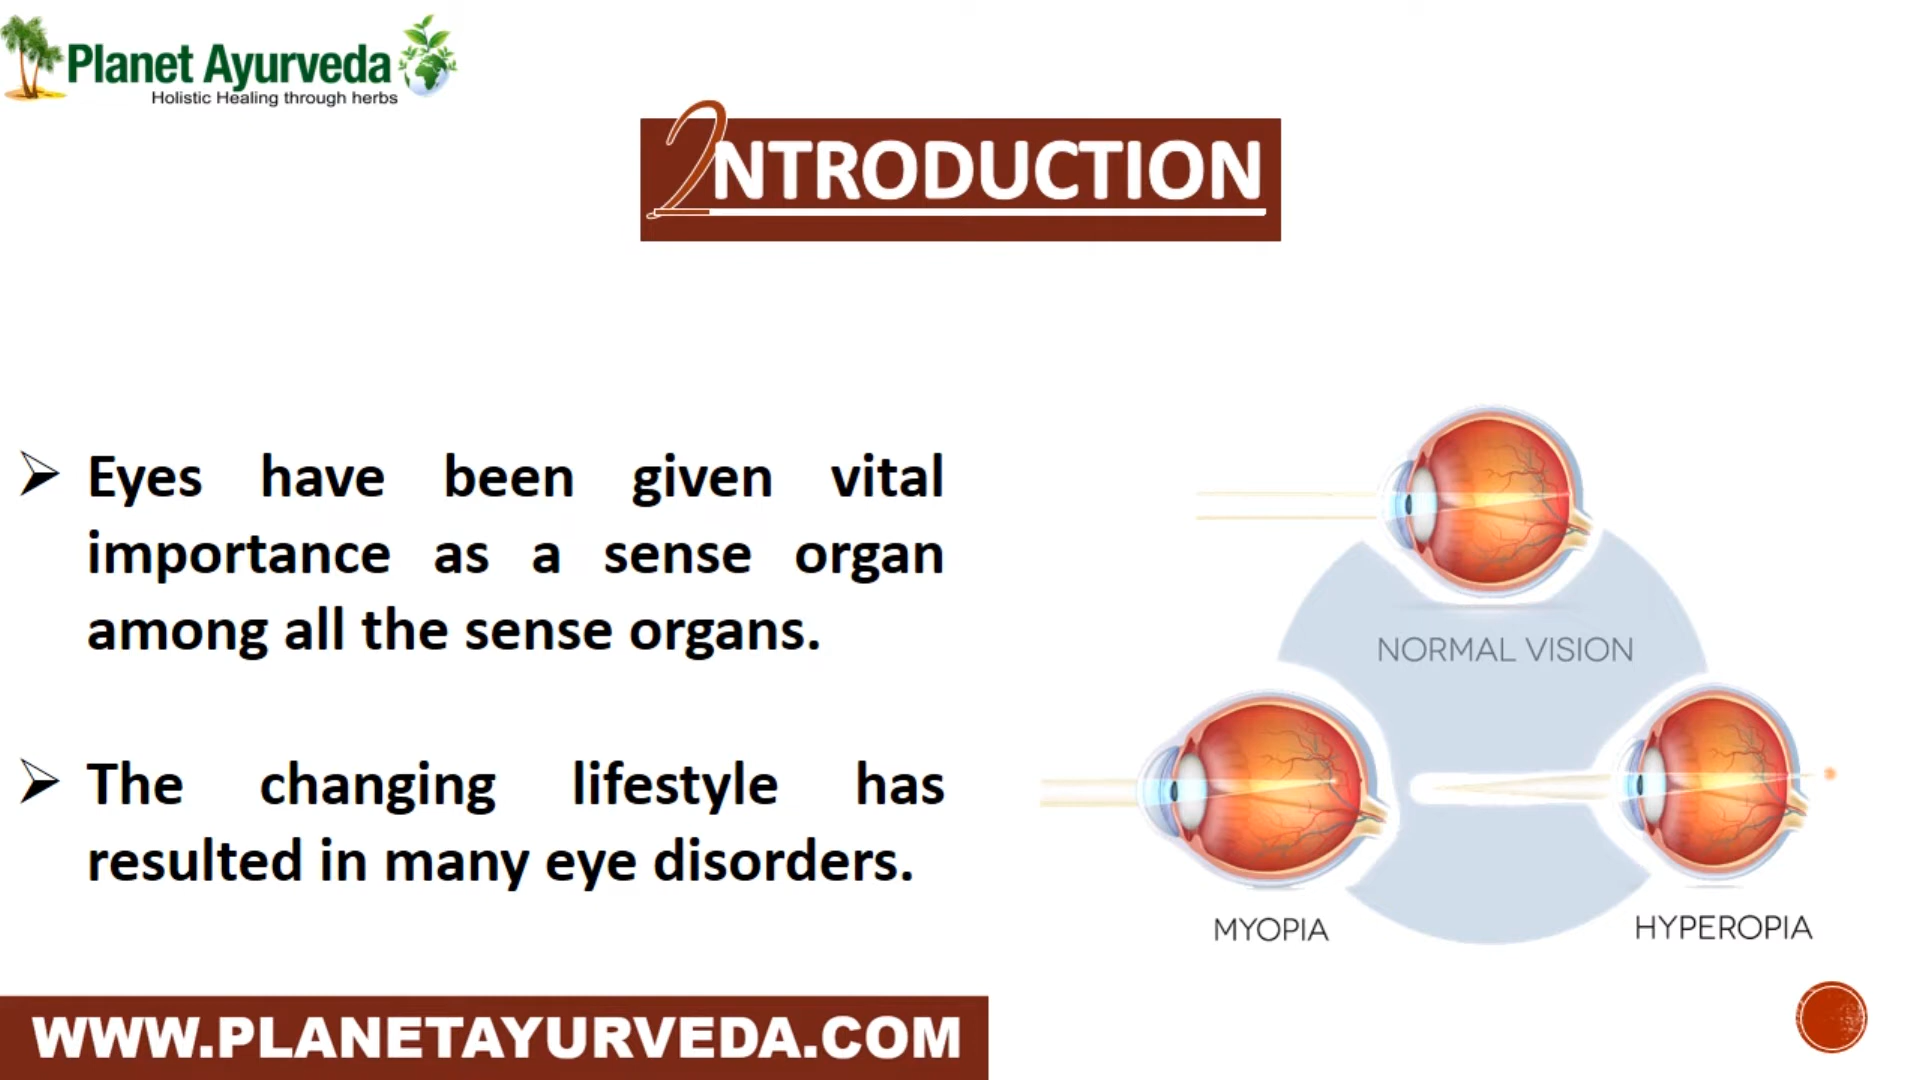 Planet Ayurveda
Holistic Healing through herbs
INTRODUCTION
Eyes have been given vital
importance as a sense organ
among all the sense organs.
The changing lifestyle has
resulted in many eye disorders.
NORMAL VISION
MYOPIA
HYPEROPIA
WWW.PLANETAYURVEDA.COM